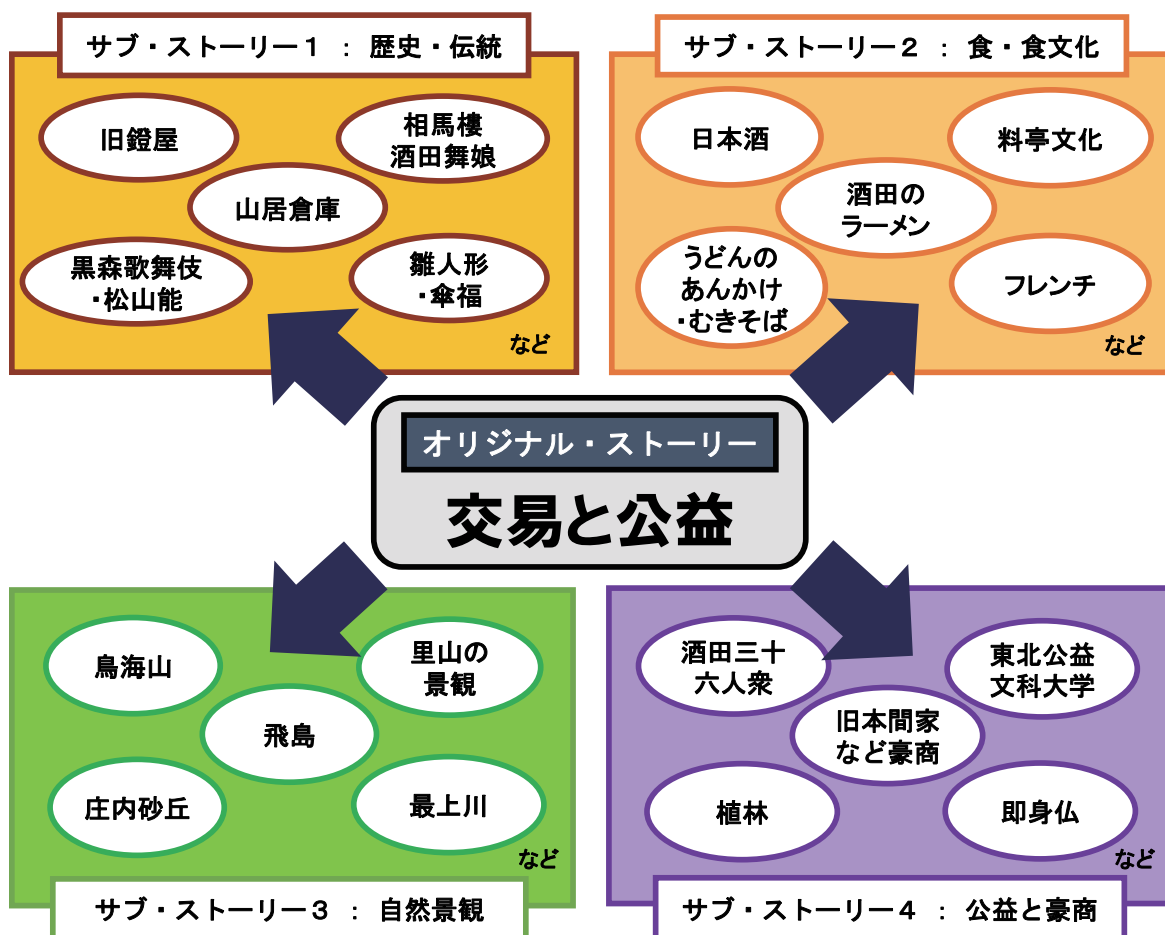 サブ・ストーリー1 : 歴史・伝統
旧鐙屋
相馬樓
酒田舞娘
山居倉庫
黒森歌舞伎
・松山能
雛人形
・傘福
など
サブ・ストーリー2 : 食・食文化
日本酒
料亭文化
酒田の
ラーメン
うどんの
あんかけ
・むきそば
フレンチ
など
オリジナル・ストーリー
交易と公益
鳥海山
里山の
景観
飛島
庄内砂丘
最上川
など
サブ・ストーリー3 : 自然景観
酒田三十
六人衆
東北公益
文科大学
旧本間家
など豪商
植林
即身仏
など
サブ・ストーリー4 : 公益と豪商